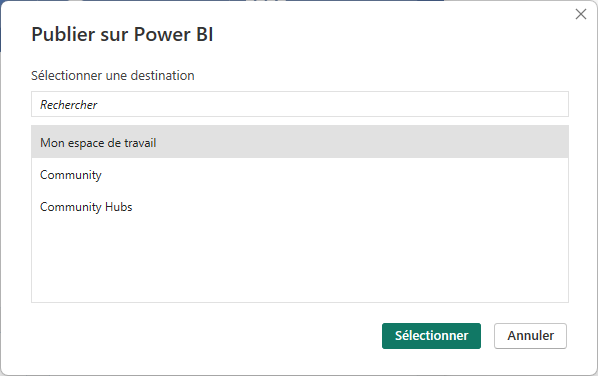 Publier sur Power BI
Sélectionner une destination
Rechercher
Mon espace de travail
Community
Community Hubs
Sélectionner
Annuler